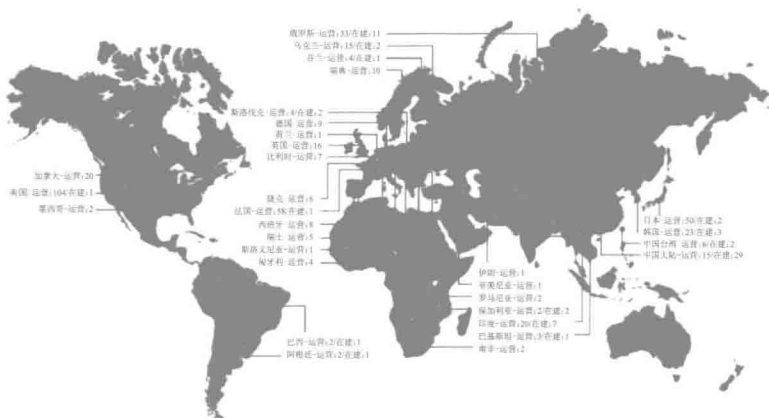 俄罗斯-运营:33/在建:11
乌克兰-运营:15/在建:2
芬兰-运营:4/在建:1
瑞典-运营:10
斯洛伐克-运营:4/在建:2
德国-运营:9
荷兰-运营:1
英国-运营:16
比利时-运营:7
加拿大-运营:20
美国-运营:104/在建:1
墨西哥-运营:2
捷克-运营:6
法国-运营:58/在建:1
西班牙-运营:8
瑞士-运营:5
斯洛文尼亚-运营:1
匈牙利-运营:4
日本-运营:50/在建:2
韩国-运营:23/在建:3
中国台湾-运营:6/在建:2
中国大陆-运营:15/在建:29
伊朗-运营:1
亚美尼亚-运营:1
罗马尼亚-运营:2
保加利亚-运营:2/在建:2
印度-运营:20/在建:7
巴基斯坦-运营:3/在建:1
南非-运营:2
巴西-运营:2/在建:1
阿根廷-运营:2/在建:1